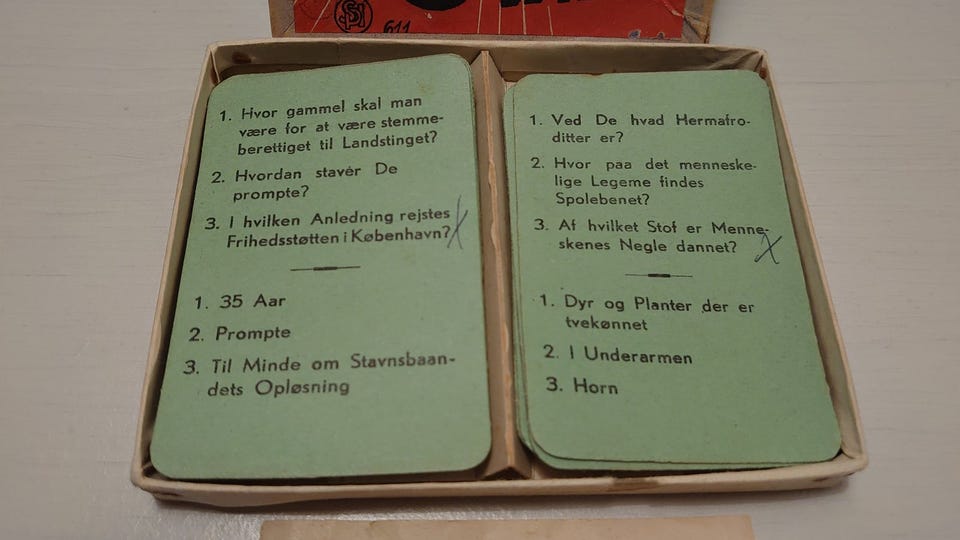 611
1. Hvor gammel skal man
være for at være stemme-
berettiget til Landstinget?
2. Hvordan staver De
prompte?
3. I hvilken Anledning rejstes
Frihedsstøtten i København?
1. 35 Aar
2. Prompte
3. Til Minde om Stavnsbaan-
dets Opløsning
1. Ved De hvad Hermafro-
ditter er?
2. Hvor paa det menneske-
lige Legeme findes
Spolebenet?
3. Af hvilket Stof er Menne-
skenes Negle dannet?
1. Dyr og Planter der er
tvekønnet
2. I Underarmen
3. Horn